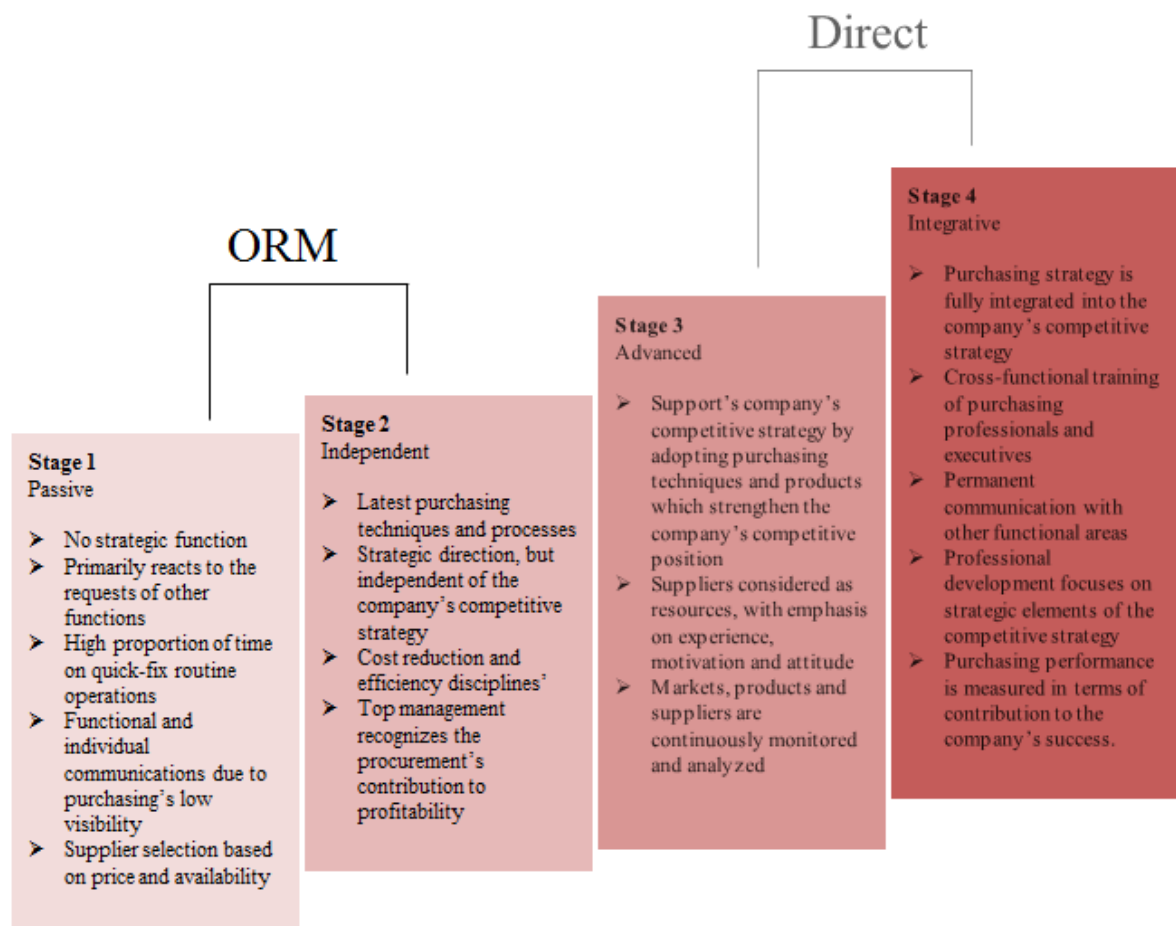 Direct
ORM
Stage 1
Passive
➢ No strategic function
➢ Primarily reacts to the
requests of other
functions
➢ High proportion of time
on quick-fix routine
operations
➢ Functional and
individual
communications due to
purchasing's low
visibility
➢ Supplier selection based
on price and availability
Stage 2
Independent
➢ Latest purchasing
techniques and processes
➢ Strategic direction, but
independent of the
company's competitive
strategy
➢ Cost reduction and
efficiency disciplines'
➢ Top management
recognizes the
procurement's
contribution to
profitability
Stage 3
Advanced
➢ Support's company's
competitive strategy by
adopting purchasing
techniques and products
which strengthen the
company's competitive
position
➢ Suppliers considered as
resources, with emphasis
on experience,
motivation and attitude
➢ Markets, products and
suppliers are
continuously monitored
and analyzed
Stage 4
Integrative
➢ Purchasing strategy is
fully integrated into the
company's competitive
strategy
➢ Cross-functional training
of purchasing
professionals and
executives
➢ Permanent
communication with
other functional areas
➢ Professional
development focuses on
strategic elements of the
competitive strategy
➢ Purchasing performance
is measured in terms of
contribution to the
company's success.